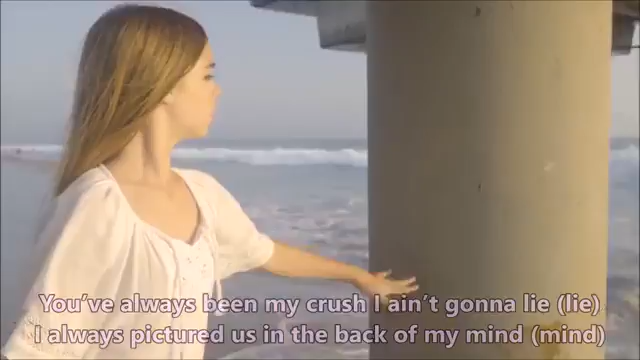 You’ve always been my crush I ain’t gonna lie (lie)
I always pictured us in the back of my mind (mind)